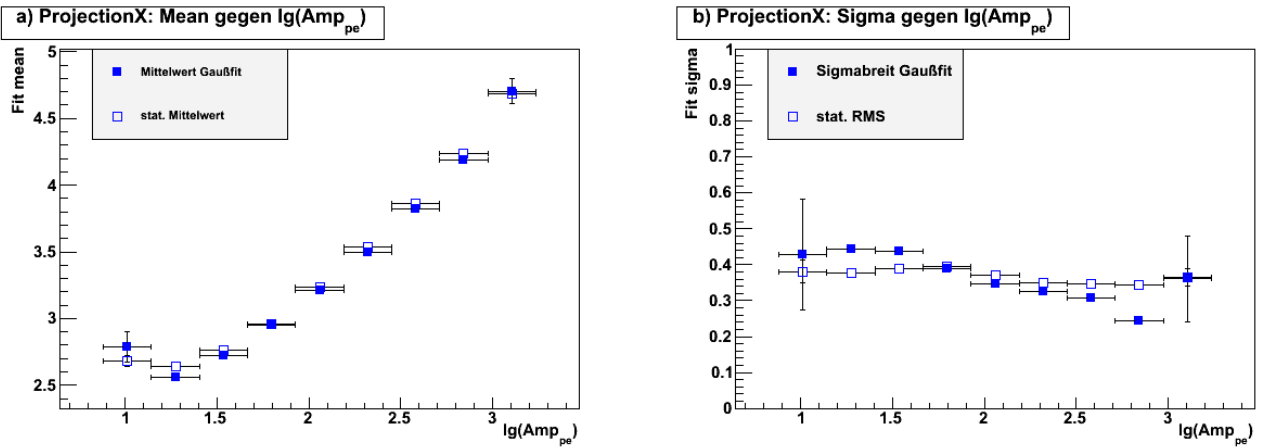 a) ProjectionX: Mean gegen lg(Amp_pe)
Fit mean
5
4.5
4
3.5
3
2.5
Mittelwert Gaußfit
stat. Mittelwert
1 1.5 2 2.5 3
lg(Amp_pe)
b) ProjectionX: Sigma gegen lg(Amp_pe)
Fit sigma
1
0.9
0.8
0.7
0.6
0.5
0.4
0.3
0.2
0.1
0
Sigmabreit Gaußfit
stat. RMS
1 1.5 2 2.5 3
lg(Amp_pe)